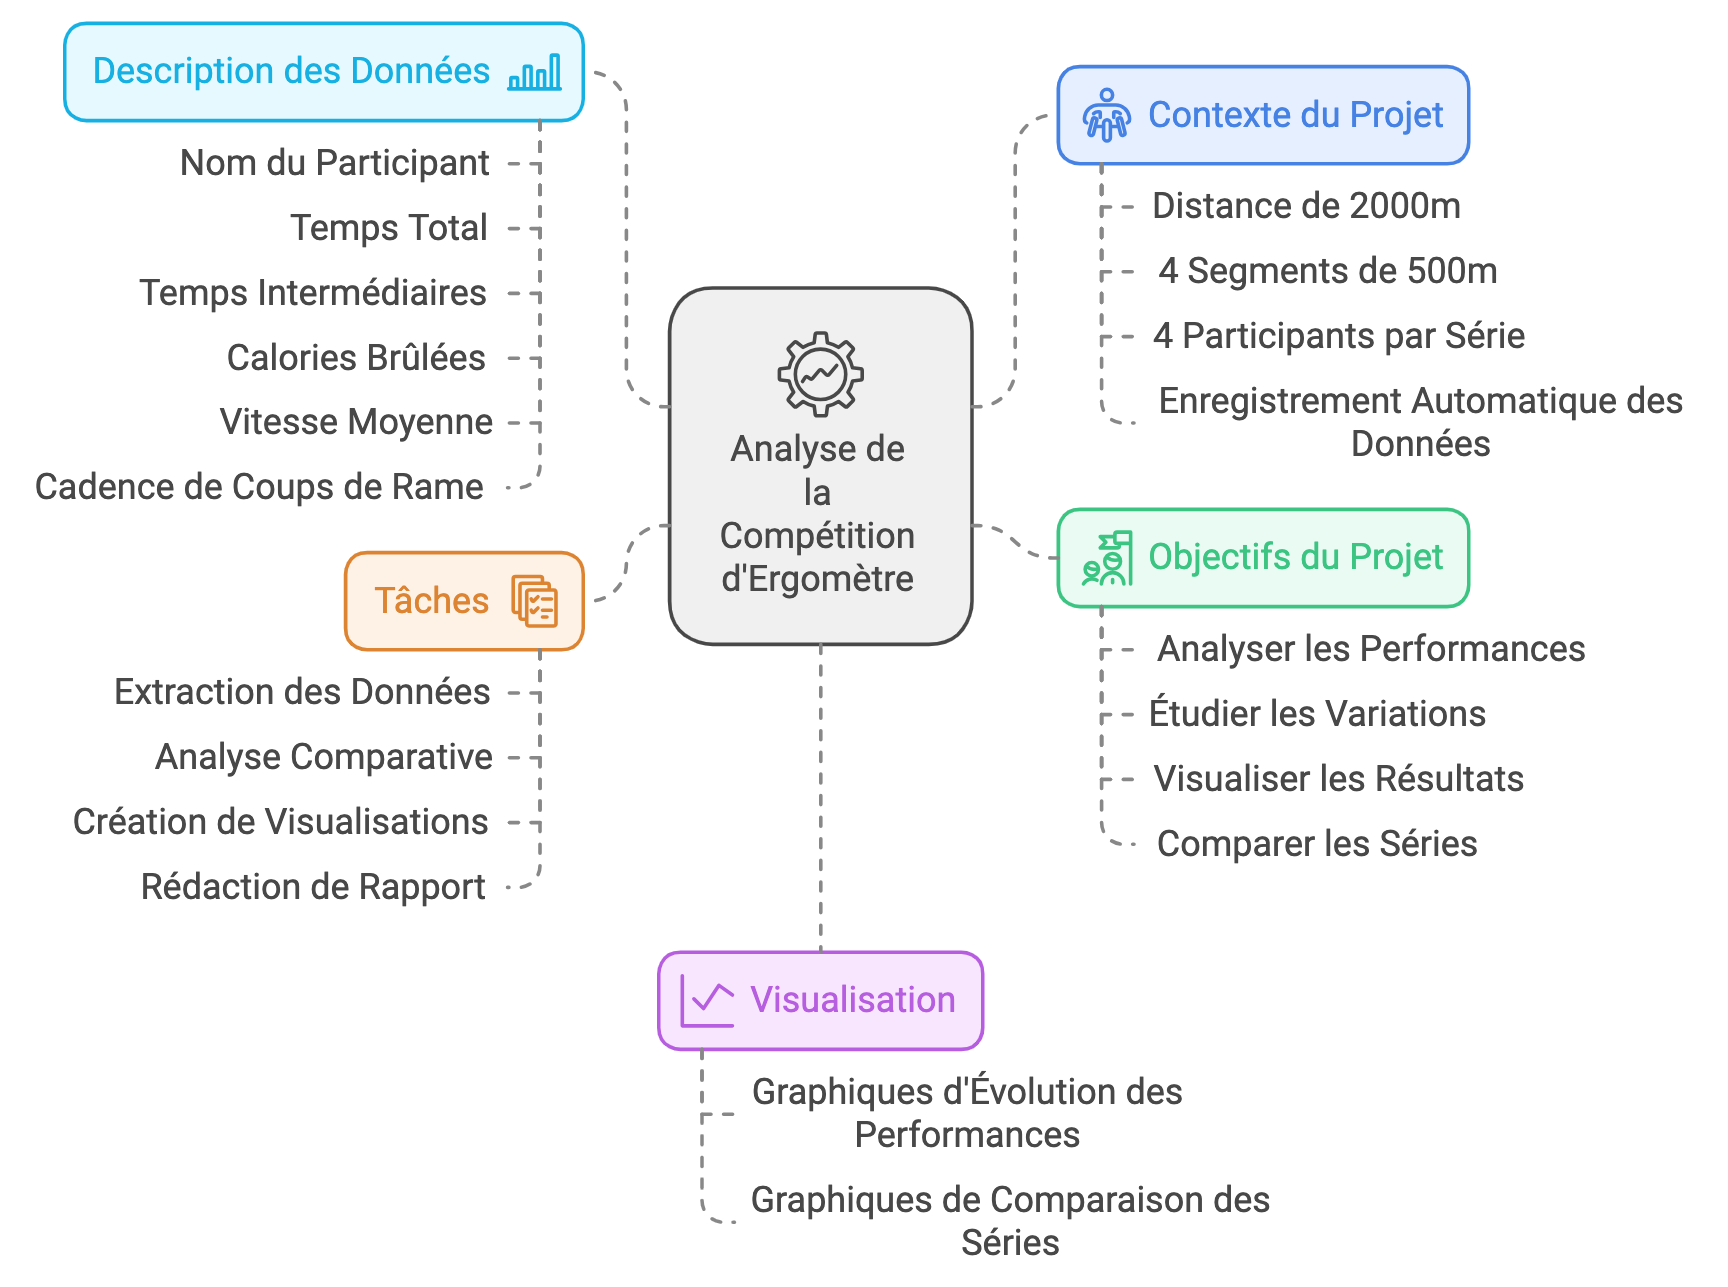 Description des Données
Nom du Participant
Temps Total
Temps Intermédiaires
Calories Brûlées
Vitesse Moyenne
Cadence de Coups de Rame
Tâches
Extraction des Données
Analyse Comparative
Création de Visualisations
Rédaction de Rapport
Analyse de
la
Compétition
d'Ergomètre
Contexte du Projet
Distance de 2000m
4 Segments de 500m
4 Participants par Série
Enregistrement Automatique des
Données
Objectifs du Projet
Analyser les Performances
Étudier les Variations
Visualiser les Résultats
Comparer les Séries
Visualisation
Graphiques d'Évolution des
Performances
Graphiques de Comparaison des
Séries